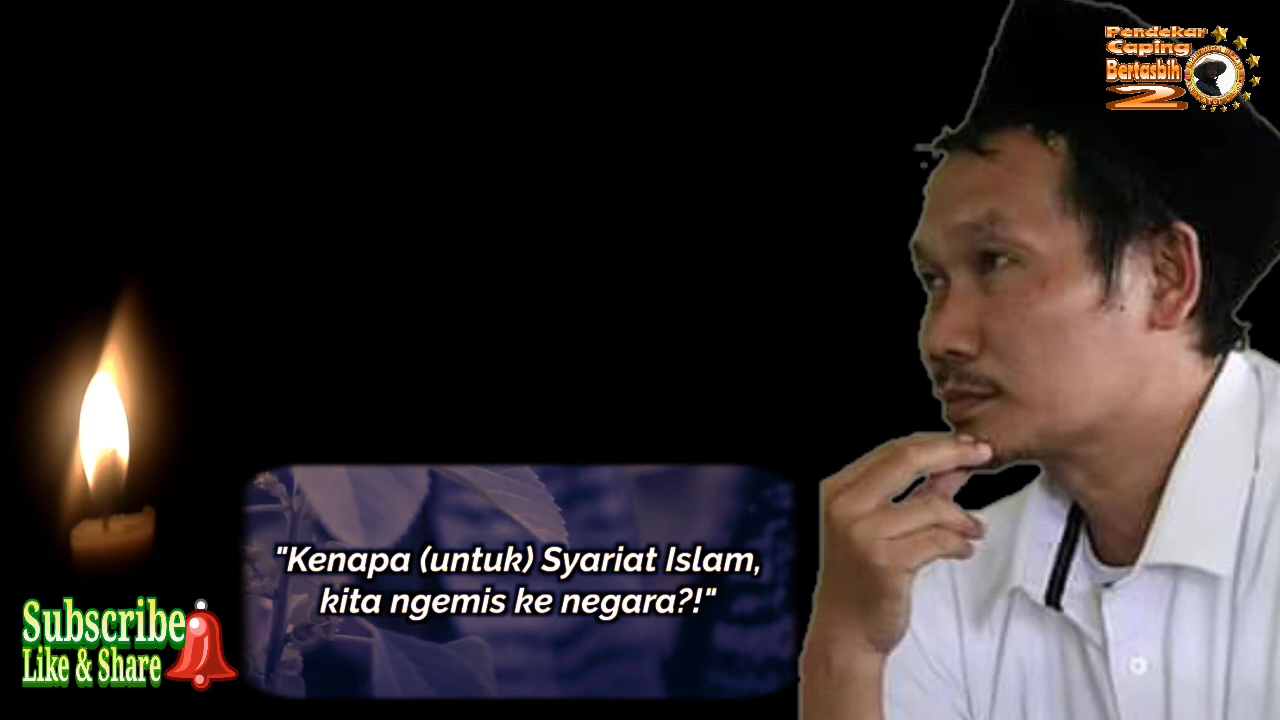 Pendekar
Caping
Bertasbih
2
"Kenapa (untuk) Syariat Islam,
kita ngemis ke negara?!"
Subscribe
Like & Share